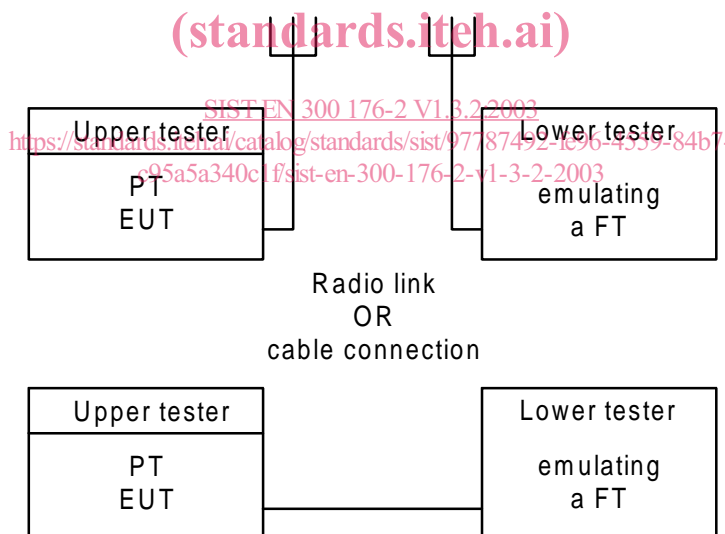 (standards.iteh.ai)
SIST EN 300 176-2 V1.3.2:2003
https://standards.iteh.ai/catalog/standards/sist/97787492-fe96-4559-84b7-
c95a5a340c1f/sist-en-300-176-2-v1-3-2-2003
Upper tester
PT
EUT
Lower tester
emulating
a FT
Radio link
OR
cable connection
Upper tester
PT
EUT
Lower tester
emulating
a FT